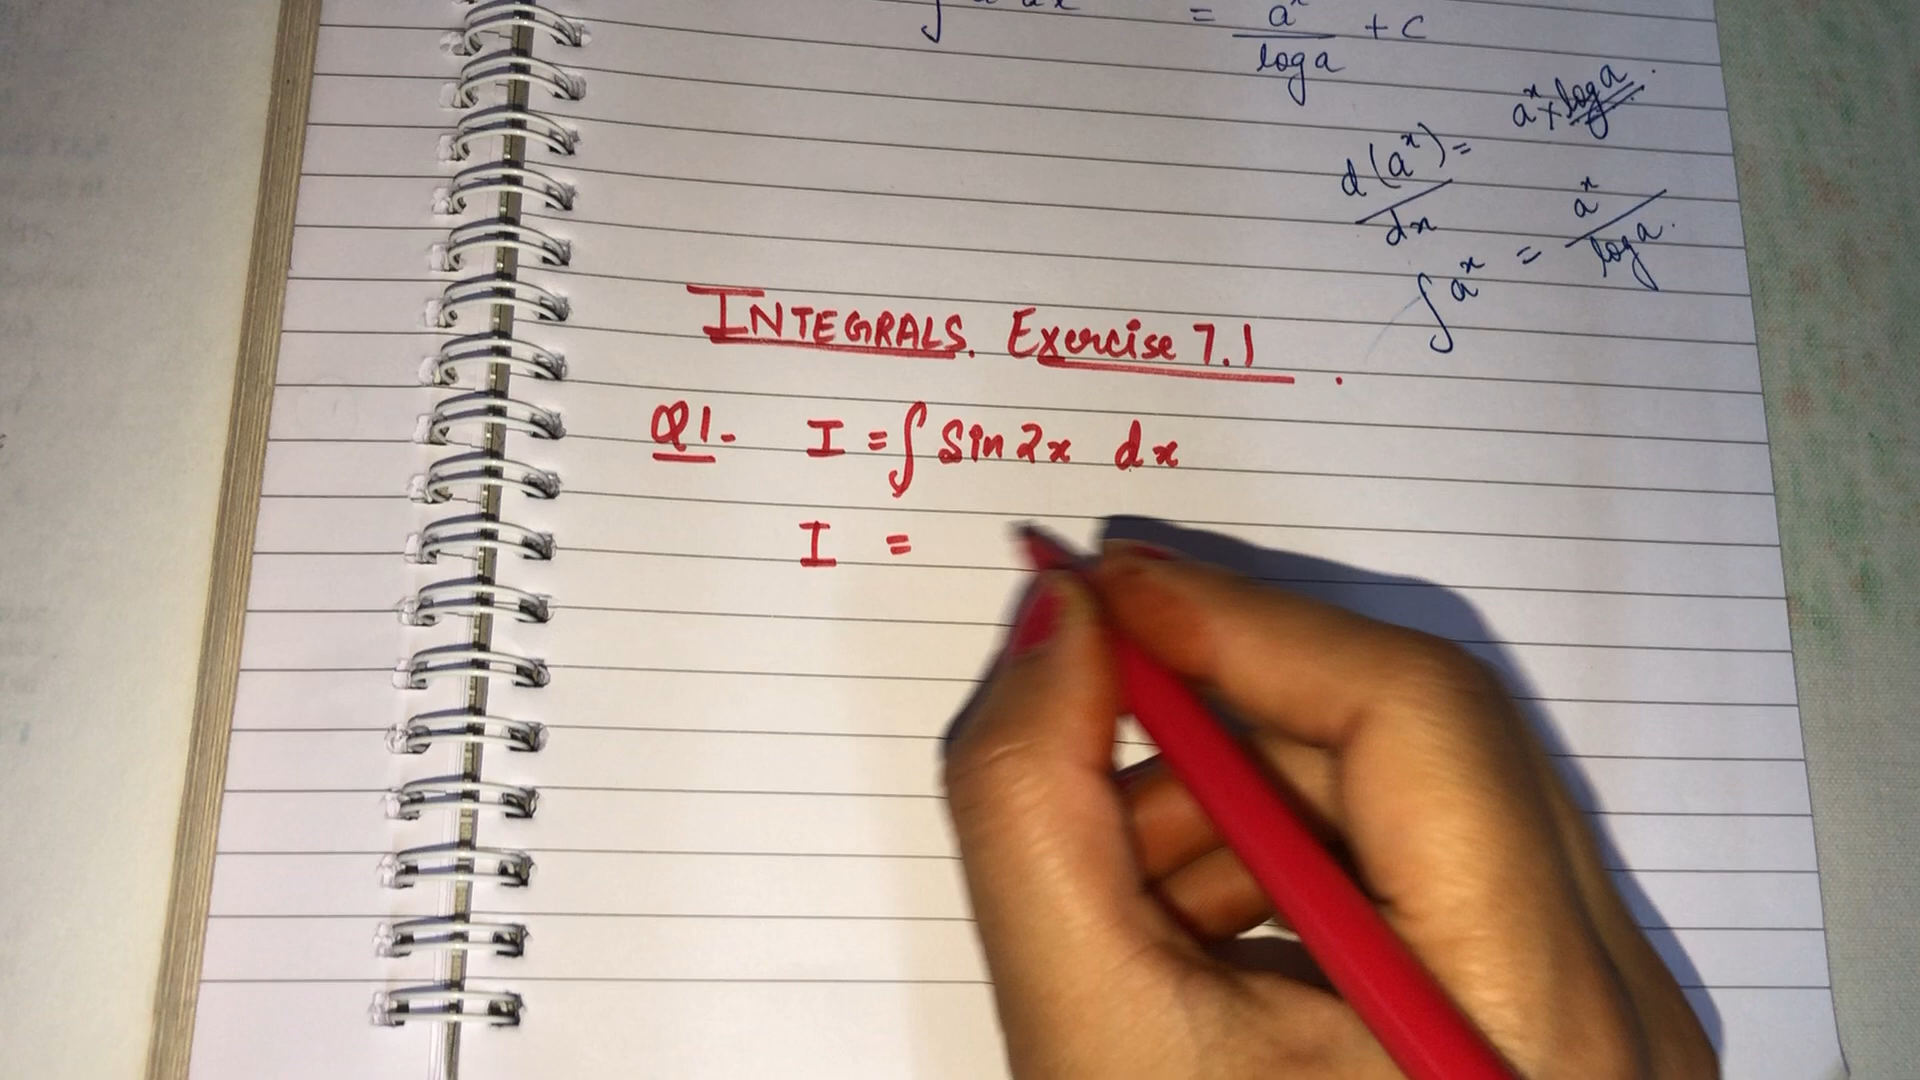 = a^x / log a + c
a^x × log a.
d(a^x) / dx =
∫ a^x = a^x / log a.
INTEGRALS. Exercise 7.1
Q1- I = ∫ Sin 2x dx
I =